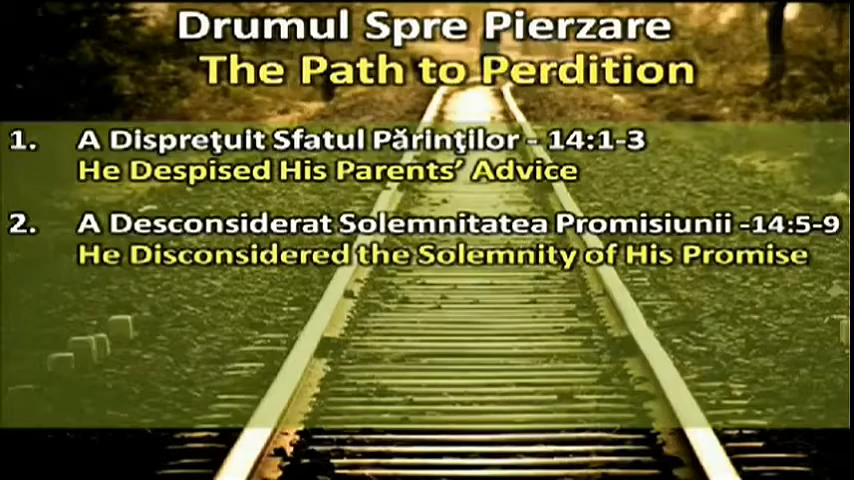 Drumul Spre Pierzare
The Path to Perdition
1. A Dispreţuit Sfatul Părinţilor - 14:1-3
He Despised His Parents' Advice
2. A Desconsiderat Solemnitatea Promisiunii -14:5-9
He Disconsidered the Solemnity of His Promise